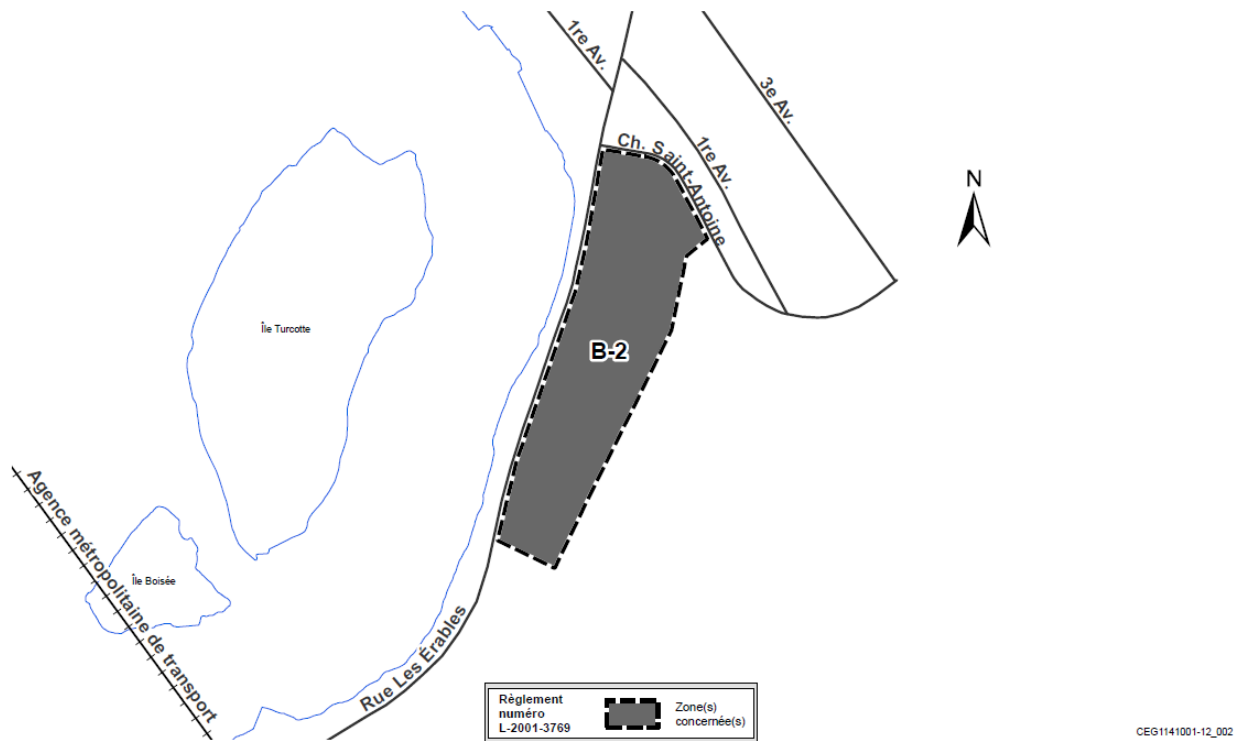 1re Av.
3e Av.
Ch. Saint-Antoine
1re Av.
N
Île Turcotte
B-2
Agence métropolitaine de transport
Île Boisée
Rue Les Érables
Règlement
numéro
L-2001-3769
Zone(s)
concernée(s)
CEG1141001-12_002